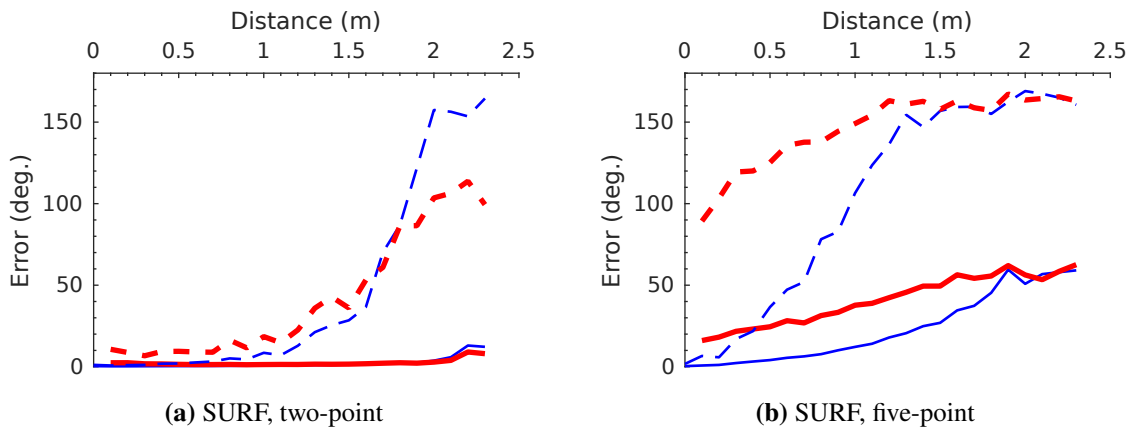 Distance (m)
0 0.5 1 1.5 2 2.5
150
100
50
0
Error (deg.)
(a) SURF, two-point
Distance (m)
0 0.5 1 1.5 2 2.5
150
100
50
0
Error (deg.)
(b) SURF, five-point